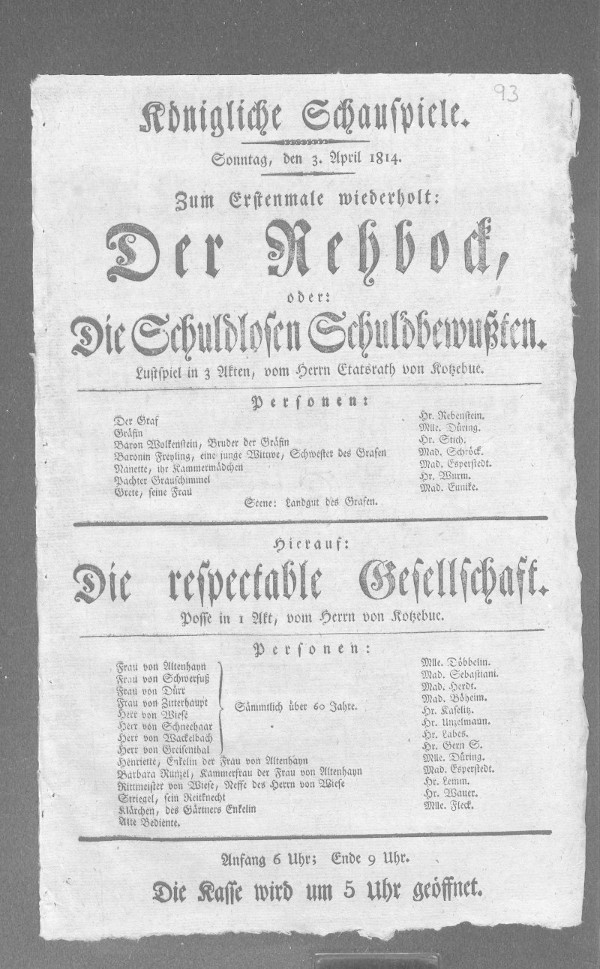 93
Königliche Schauspiele.
Sonntag, den 3. April 1814.
Zum Erstenmale wiederholt:
Der Rehbock,
oder:
Die Schuldlosen Schuldbewußten.
Lustspiel in 3 Akten, vom Herrn Etatsrath von Kotzebue.
Personen:
Der Graf Hr. Rebenstein.
Gräfin Mlle. Düring.
Baron Wolkenstein, Bruder der Gräfin Hr. Stich.
Baronin Freyling, eine junge Wittwe, Schwester des Grafen Mad. Schröck.
Nanette, ihr Kammermädchen Mad. Esperstedt.
Pachter Grauschimmel Hr. Wurm.
Grete, seine Frau Mad. Eunike.
Scene: Landgut des Grafen.
Hierauf:
Die respectable Gesellschaft.
Posse in 1 Akt, vom Herrn von Kotzebue.
Personen:
Frau von Altenhayn Mlle. Döbbelin.
Frau von Schwerfuß Mad. Sebastiani.
Frau von Dürr Mad. Herdt.
Frau von Zitterhaupt Mad. Böheim.
Sämmtlich über 60 Jahre.
Herr von Wiese Hr. Kaselitz.
Herr von Schneehaar Hr. Unzelmann.
Herr von Wackelbach Hr. Labes.
Herr von Greisenthal Hr. Gern S.
Henriette, Enkelin der Frau von Altenhayn Mlle. Düring.
Barbara Runzel, Kammerfrau der Frau von Altenhayn Mad. Esperstedt.
Rittmeister von Wiese, Neffe des Herrn von Wiese Hr. Lemm.
Striegel, sein Reitknecht Hr. Wauer.
Klärchen, des Gärtners Enkelin Mlle. Fleck.
Alte Bediente.
Anfang 6 Uhr; Ende 9 Uhr.
Die Kasse wird um 5 Uhr geöffnet.